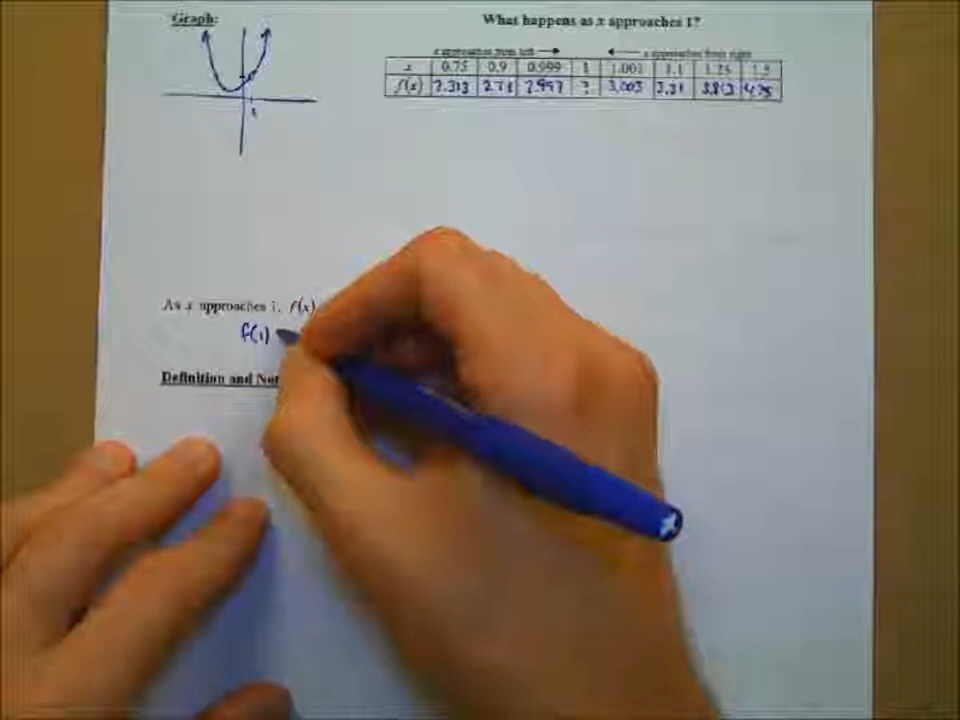 Graph:
What happens as x approaches 1?
x approaches from left → ← x approaches from right
x 0.75 0.9 0.999 1 1.001 1.1 1.25 1.5
f(x) 2.313 2.71 2.997 ? 3.003 3.31 3.813 4.75
1
As x approaches 1, f(x)
f(1)
Definition and Not